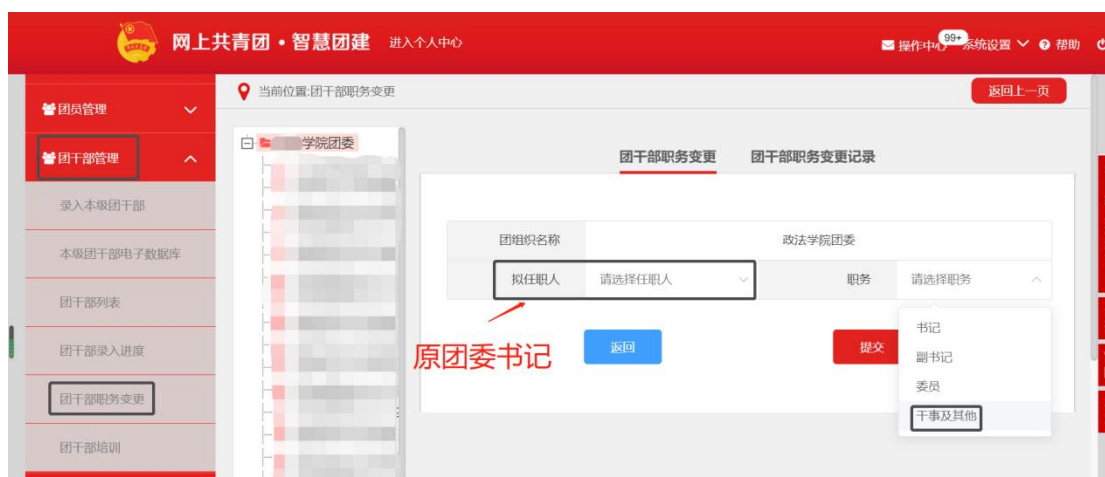 网上共青团·智慧团建 进入个人中心
操作中心 99+ 系统设置 帮助
团员管理
团干部管理
录入本级团干部
本级团干部电子数据库
团干部列表
团干部录入进度
团干部职务变更
团干部培训
当前位置:团干部职务变更
返回上一页
学院团委
团干部职务变更 团干部职务变更记录
团组织名称 政法学院团委
拟任职人 请选择任职人 职务 请选择职务
原团委书记
返回 提交
书记
副书记
委员
干事及其他